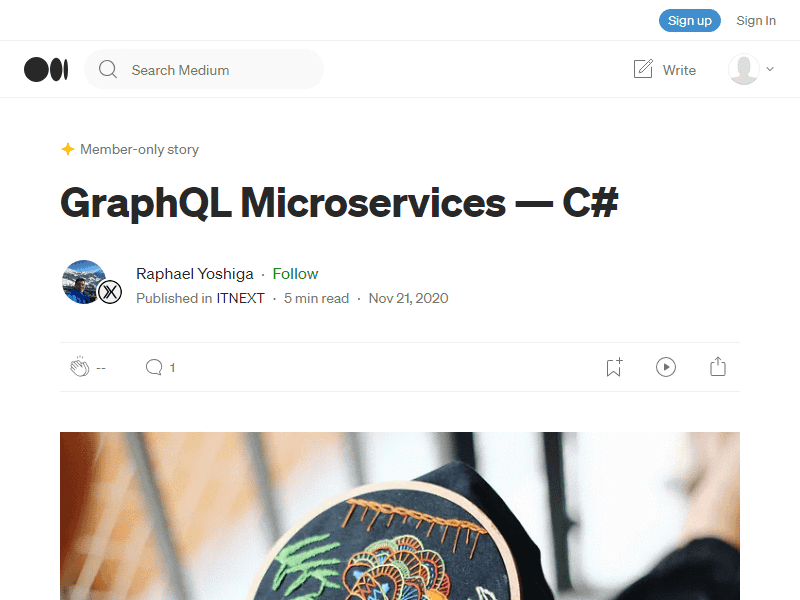 Sign up Sign In
Search Medium Write
Member-only story
GraphQL Microservices — C#
Raphael Yoshiga · Follow
Published in ITNEXT · 5 min read · Nov 21, 2020
-- 1